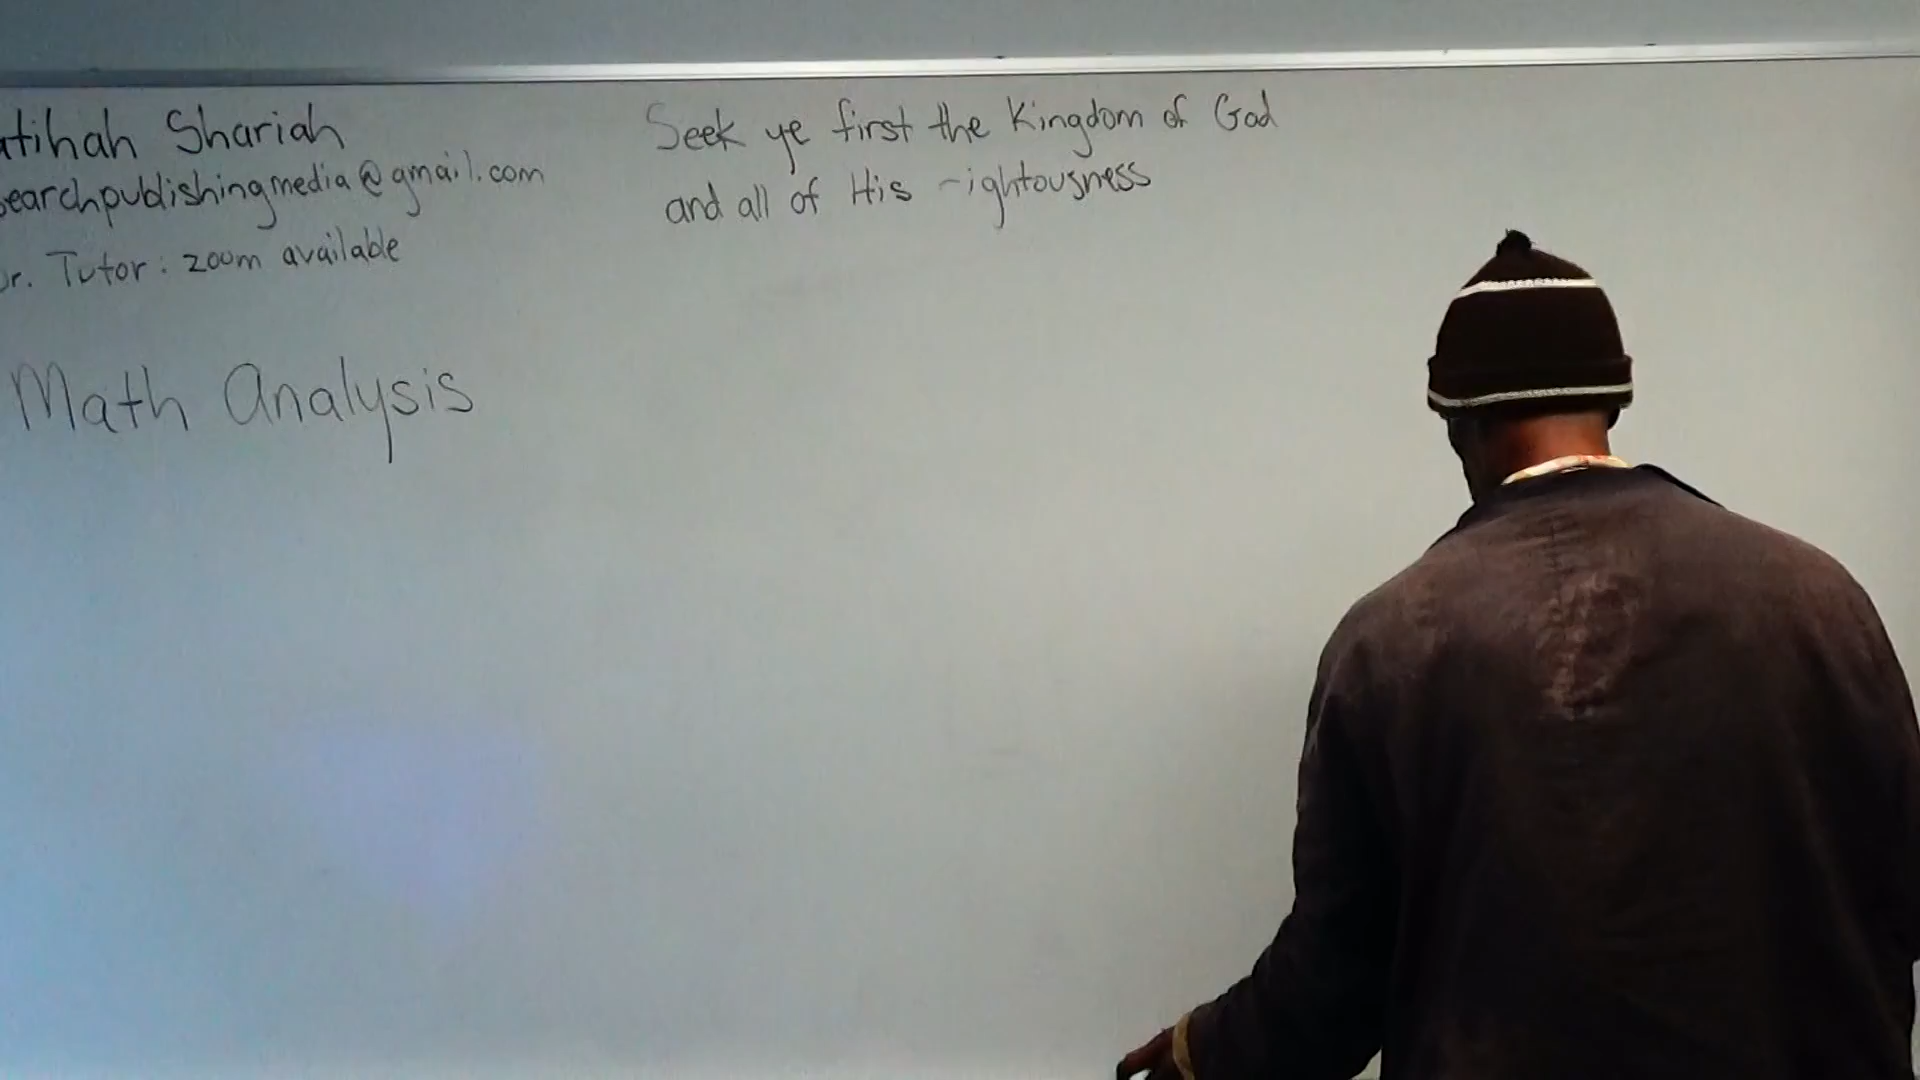 atihah Shariah
searchpublishingmedia@gmail.com
r. Tutor: zoom available
Math Analysis
Seek ye first the Kingdom of God
and all of His rightousness